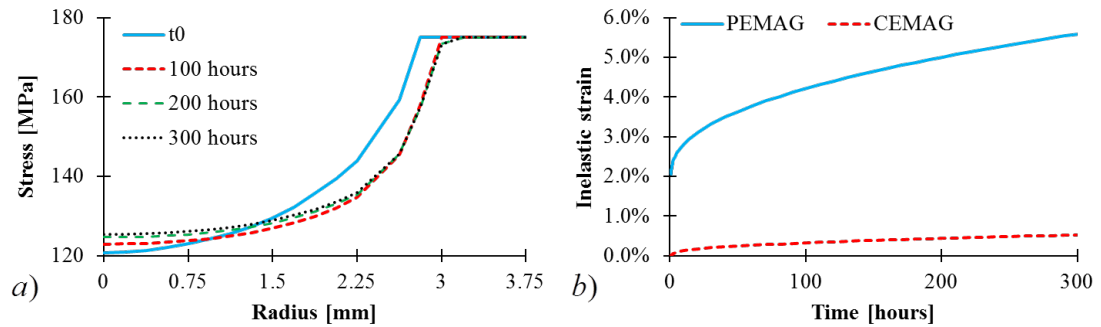 180
160
140
120
Stress [MPa]
t0
100 hours
200 hours
300 hours
0
0.75
1.5
2.25
3
3.75
Radius [mm]
a)
6.0%
5.0%
4.0%
3.0%
2.0%
1.0%
0.0%
Inelastic strain
PEMAG
CEMAG
0
100
200
300
Time [hours]
b)